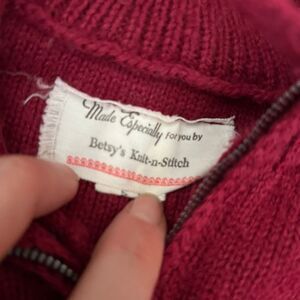 Made Especially For you by
Betsy's Knit-n-Stitch